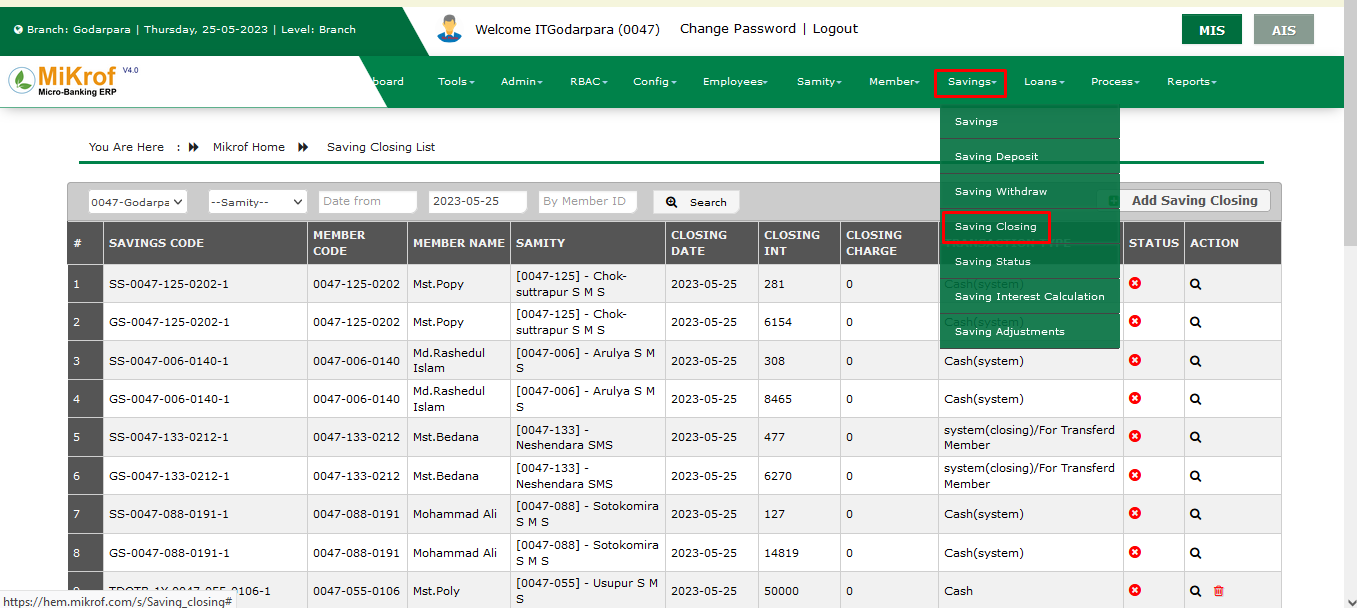 Branch: Godarpara | Thursday, 25-05-2023 | Level: Branch
Welcome ITGodarpara (0047)
Change Password | Logout
MIS
AIS
MiKrof V4.0
Micro-Banking ERP
board
Tools
Admin
RBAC
Config
Employees
Samity
Member
Savings
Loans
Process
Reports
Savings
Saving Deposit
Saving Withdraw
Saving Closing
Saving Status
Saving Interest Calculation
Saving Adjustments
You Are Here : Mikrof Home Saving Closing List
0047-Godarpa
--Samity--
Date from
2023-05-25
By Member ID
Search
Add Saving Closing
# SAVINGS CODE MEMBER CODE MEMBER NAME SAMITY CLOSING DATE CLOSING INT CLOSING CHARGE TRANSACTION TYPE STATUS ACTION
1 SS-0047-125-0202-1 0047-125-0202 Mst.Popy [0047-125] - Chok-suttrapur S M S 2023-05-25 281 0 Cash(system)
2 GS-0047-125-0202-1 0047-125-0202 Mst.Popy [0047-125] - Chok-suttrapur S M S 2023-05-25 6154 0 Cash(system)
3 SS-0047-006-0140-1 0047-006-0140 Md.Rashedul Islam [0047-006] - Arulya S M S 2023-05-25 308 0 Cash(system)
4 GS-0047-006-0140-1 0047-006-0140 Md.Rashedul Islam [0047-006] - Arulya S M S 2023-05-25 8465 0 Cash(system)
5 SS-0047-133-0212-1 0047-133-0212 Mst.Bedana [0047-133] - Neshendara SMS 2023-05-25 477 0 system(closing)/For Transferd Member
6 GS-0047-133-0212-1 0047-133-0212 Mst.Bedana [0047-133] - Neshendara SMS 2023-05-25 6270 0 system(closing)/For Transferd Member
7 SS-0047-088-0191-1 0047-088-0191 Mohammad Ali [0047-088] - Sotokomira S M S 2023-05-25 127 0 Cash(system)
8 GS-0047-088-0191-1 0047-088-0191 Mohammad Ali [0047-088] - Sotokomira S M S 2023-05-25 14819 0 Cash(system)
0047-055-0106 Mst.Poly [0047-055] - Usupur S M S 2023-05-25 50000 0 Cash
https://hem.mikrof.com/s/Saving_closing#